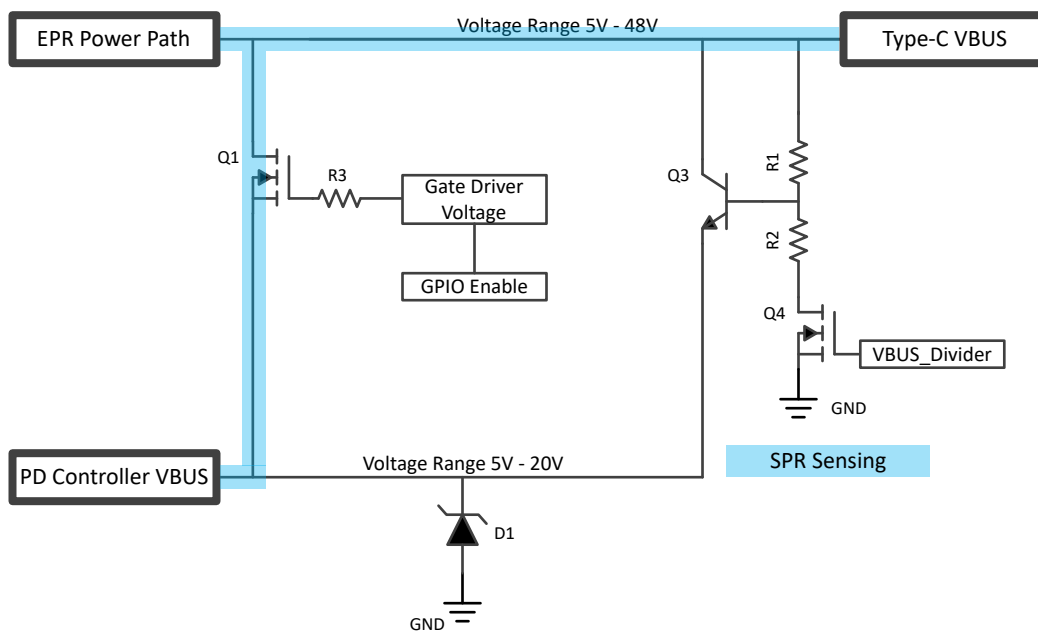 EPR Power Path
Voltage Range 5V - 48V
Type-C VBUS
Q1
R3
Gate Driver
Voltage
GPIO Enable
Q3
R1
R2
Q4
VBUS_Divider
GND
SPR Sensing
PD Controller VBUS
Voltage Range 5V - 20V
D1
GND